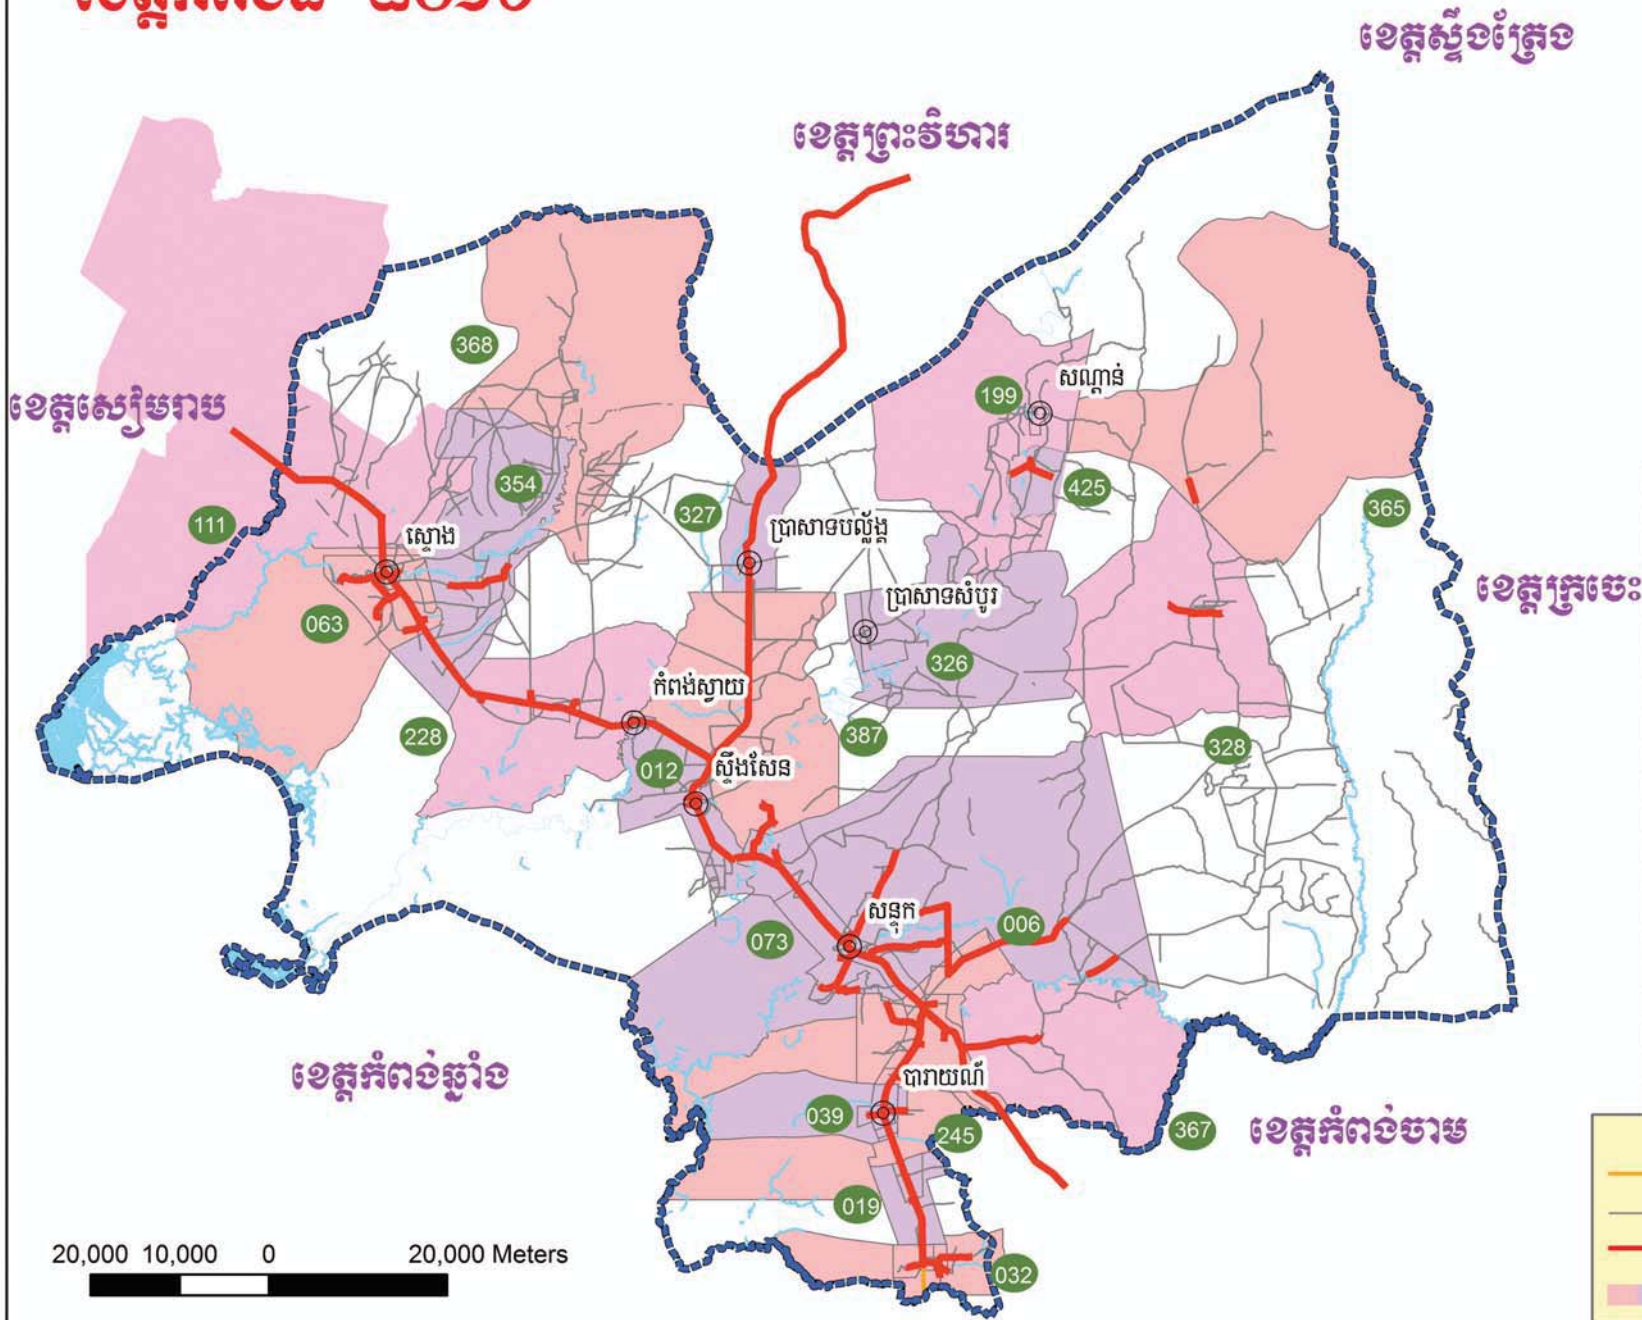 ខេត្តស្ទឹងត្រែង
ខេត្តព្រះវិហារ
368
សណ្តាន់
199
ខេត្តសៀមរាប
354
425
327
365
111
ប្រាសាទបល្ល័ង្គ
ស្ទោង
ខេត្តក្រចេះ
ប្រាសាទសំបូរ
063
326
កំពង់ស្វាយ
228
387
328
012
ស្ទឹងសែន
សន្ទុក
006
073
ខេត្តកំពង់ឆ្នាំង
បារាយណ៍
039
245
367
ខេត្តកំពង់ចាម
019
20,000 10,000 0 20,000 Meters
032